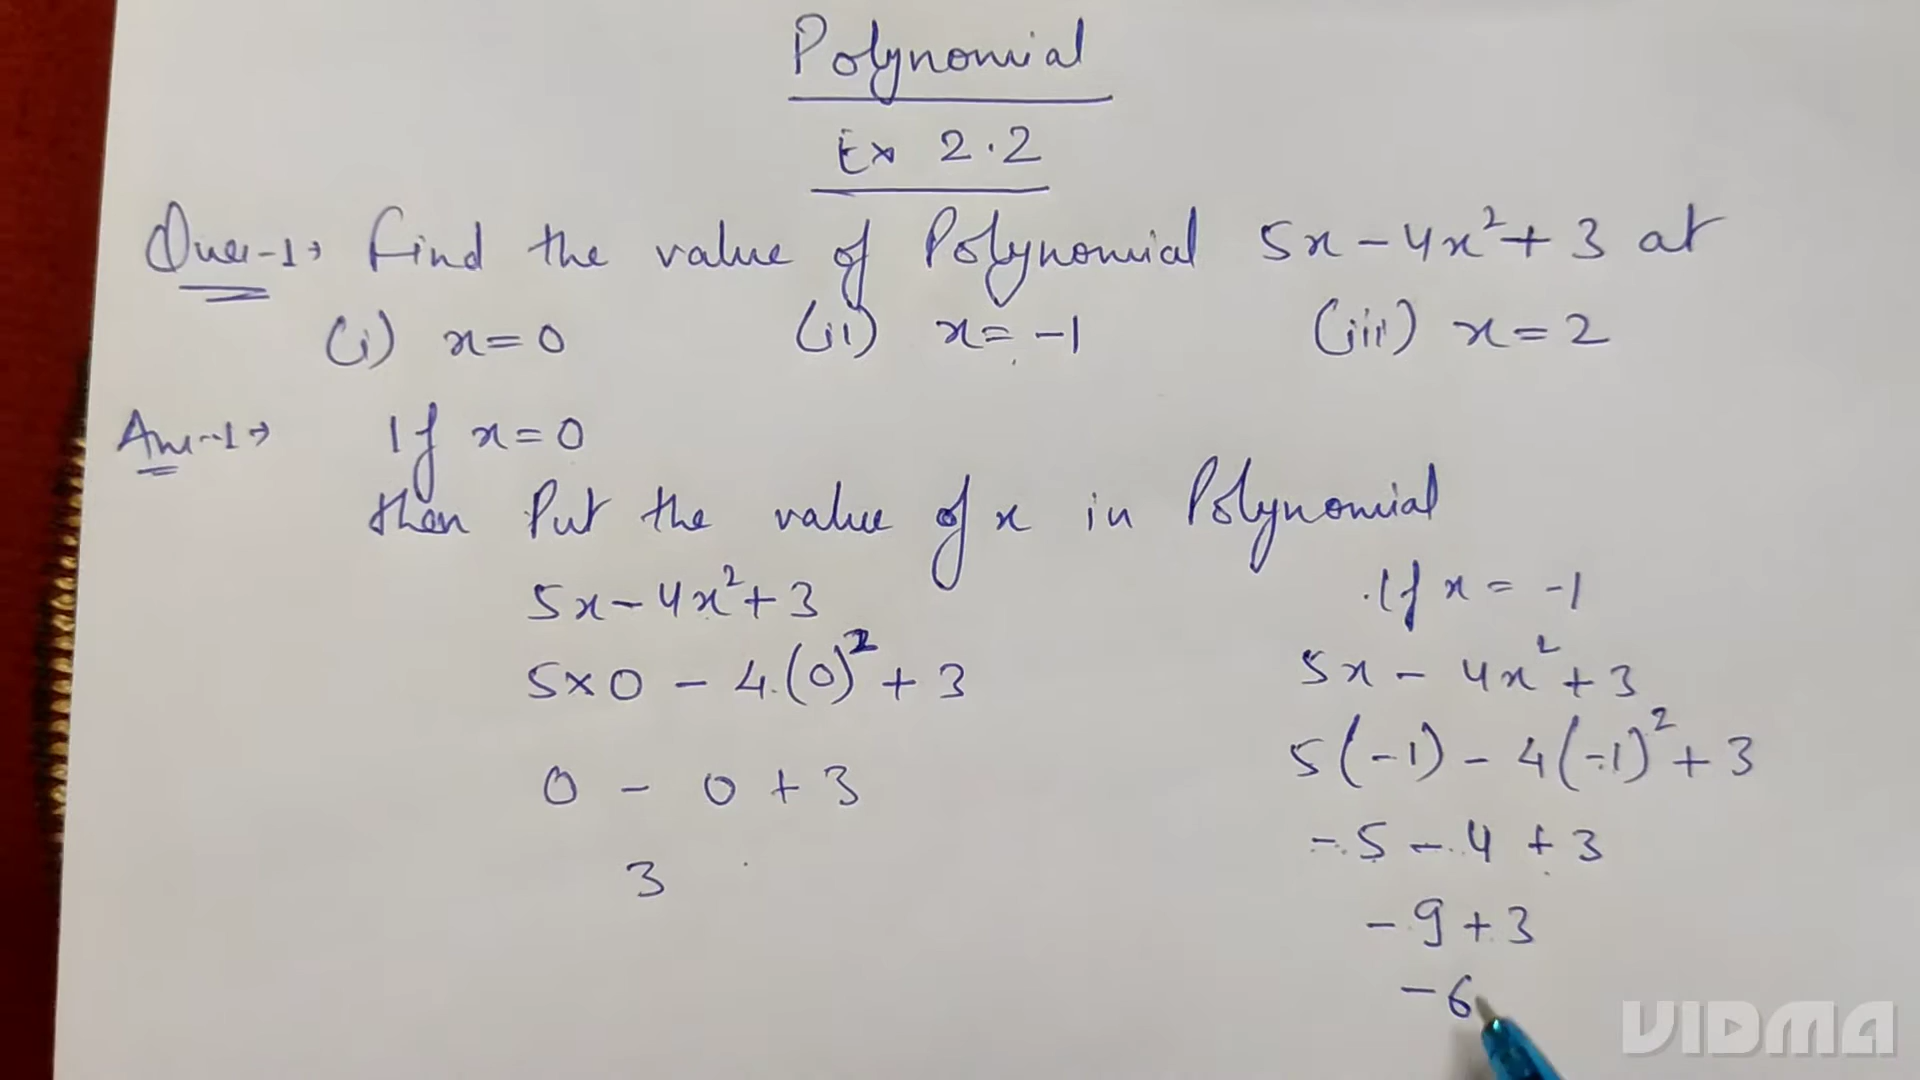 Polynomial
Ex 2.2
Que-1→ Find the value of Polynomial 5x-4x²+3 at
(i) x=0 (ii) x=-1 (iii) x=2
Ans-1→ If x=0
then Put the value of x in Polynomial
5x-4x²+3
5×0 - 4.(0)² + 3
0 - 0 + 3
3
If x = -1
5x - 4x² + 3
5(-1) - 4(-1)² + 3
-5 - 4 + 3
-9+3
-6
VIDMA